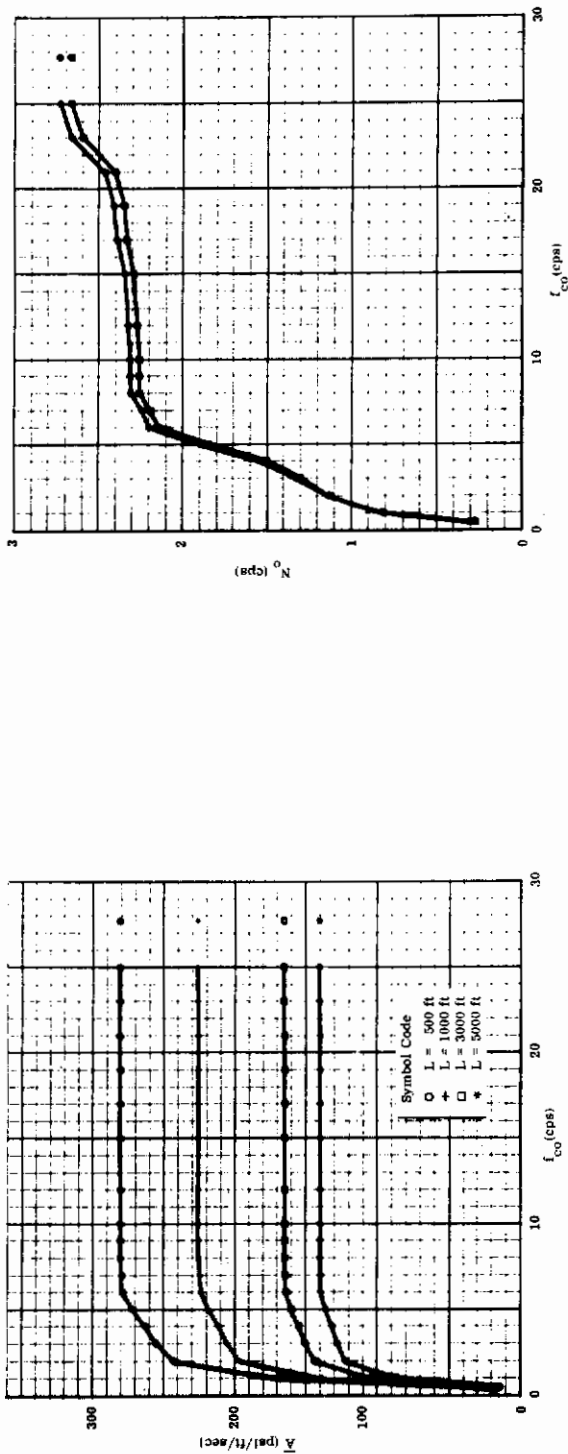 3
2
1
0
N₀ (cps)
0
10
20
30
f_co (cps)
300
200
100
0
A̅ (psi/ft/sec)
0
10
20
30
f_co (cps)
Symbol Code
○ L = 500 ft
+ L = 1000 ft
□ L = 3000 ft
* L = 5000 ft